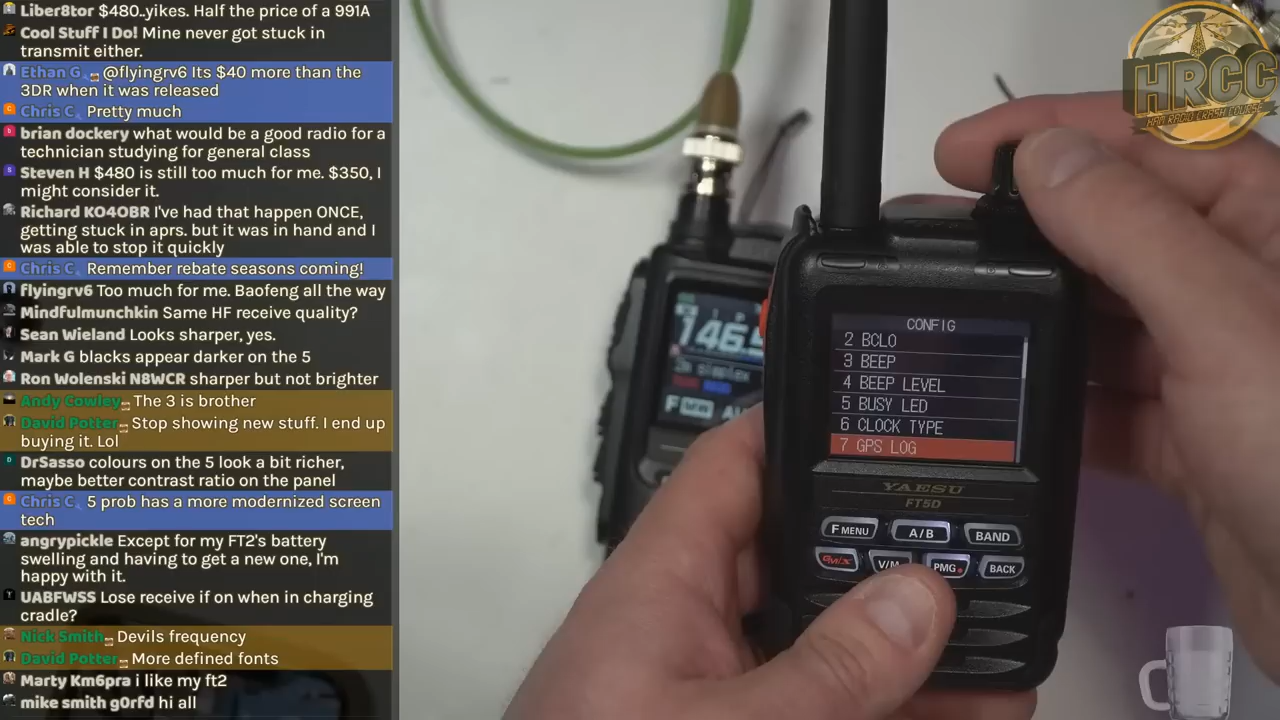 Liber8tor $480..yikes. Half the price of a 991A
Cool Stuff I Do! Mine never got stuck in
transmit either.
Ethan G @flyingrv6 Its $40 more than the
3DR when it was released
Chris C Pretty much
brian dockery what would be a good radio for a
technician studying for general class
Steven H $480 is still too much for me. $350, I
might consider it.
Richard KO4OBR I've had that happen ONCE,
getting stuck in aprs. but it was in hand and I
was able to stop it quickly
Chris C Remember rebate seasons coming!
flyingrv6 Too much for me. Baofeng all the way
Mindfulmunchkin Same HF receive quality?
Sean Wieland Looks sharper, yes.
Mark G blacks appear darker on the 5
Ron Wolenski N8WCR sharper but not brighter
Andy Cowley The 3 is brother
David Potter Stop showing new stuff. I end up
buying it. Lol
DrSasso colours on the 5 look a bit richer,
maybe better contrast ratio on the panel
Chris C 5 prob has a more modernized screen
tech
angrypickle Except for my FT2's battery
swelling and having to get a new one, I'm
happy with it.
UABFWSS Lose receive if on when in charging
cradle?
Nick Smith Devils frequency
David Potter More defined fonts
Marty Km6pra i like my ft2
mike smith g0rfd hi all
HRCC
HAM RADIO CRASH COURSE
146.5
CONFIG
2 BCLO
3 BEEP
4 BEEP LEVEL
5 BUSY LED
6 CLOCK TYPE
7 GPS LOG
YAESU
FT5D
F MENU A/B BAND
GM/X V/M PMG BACK